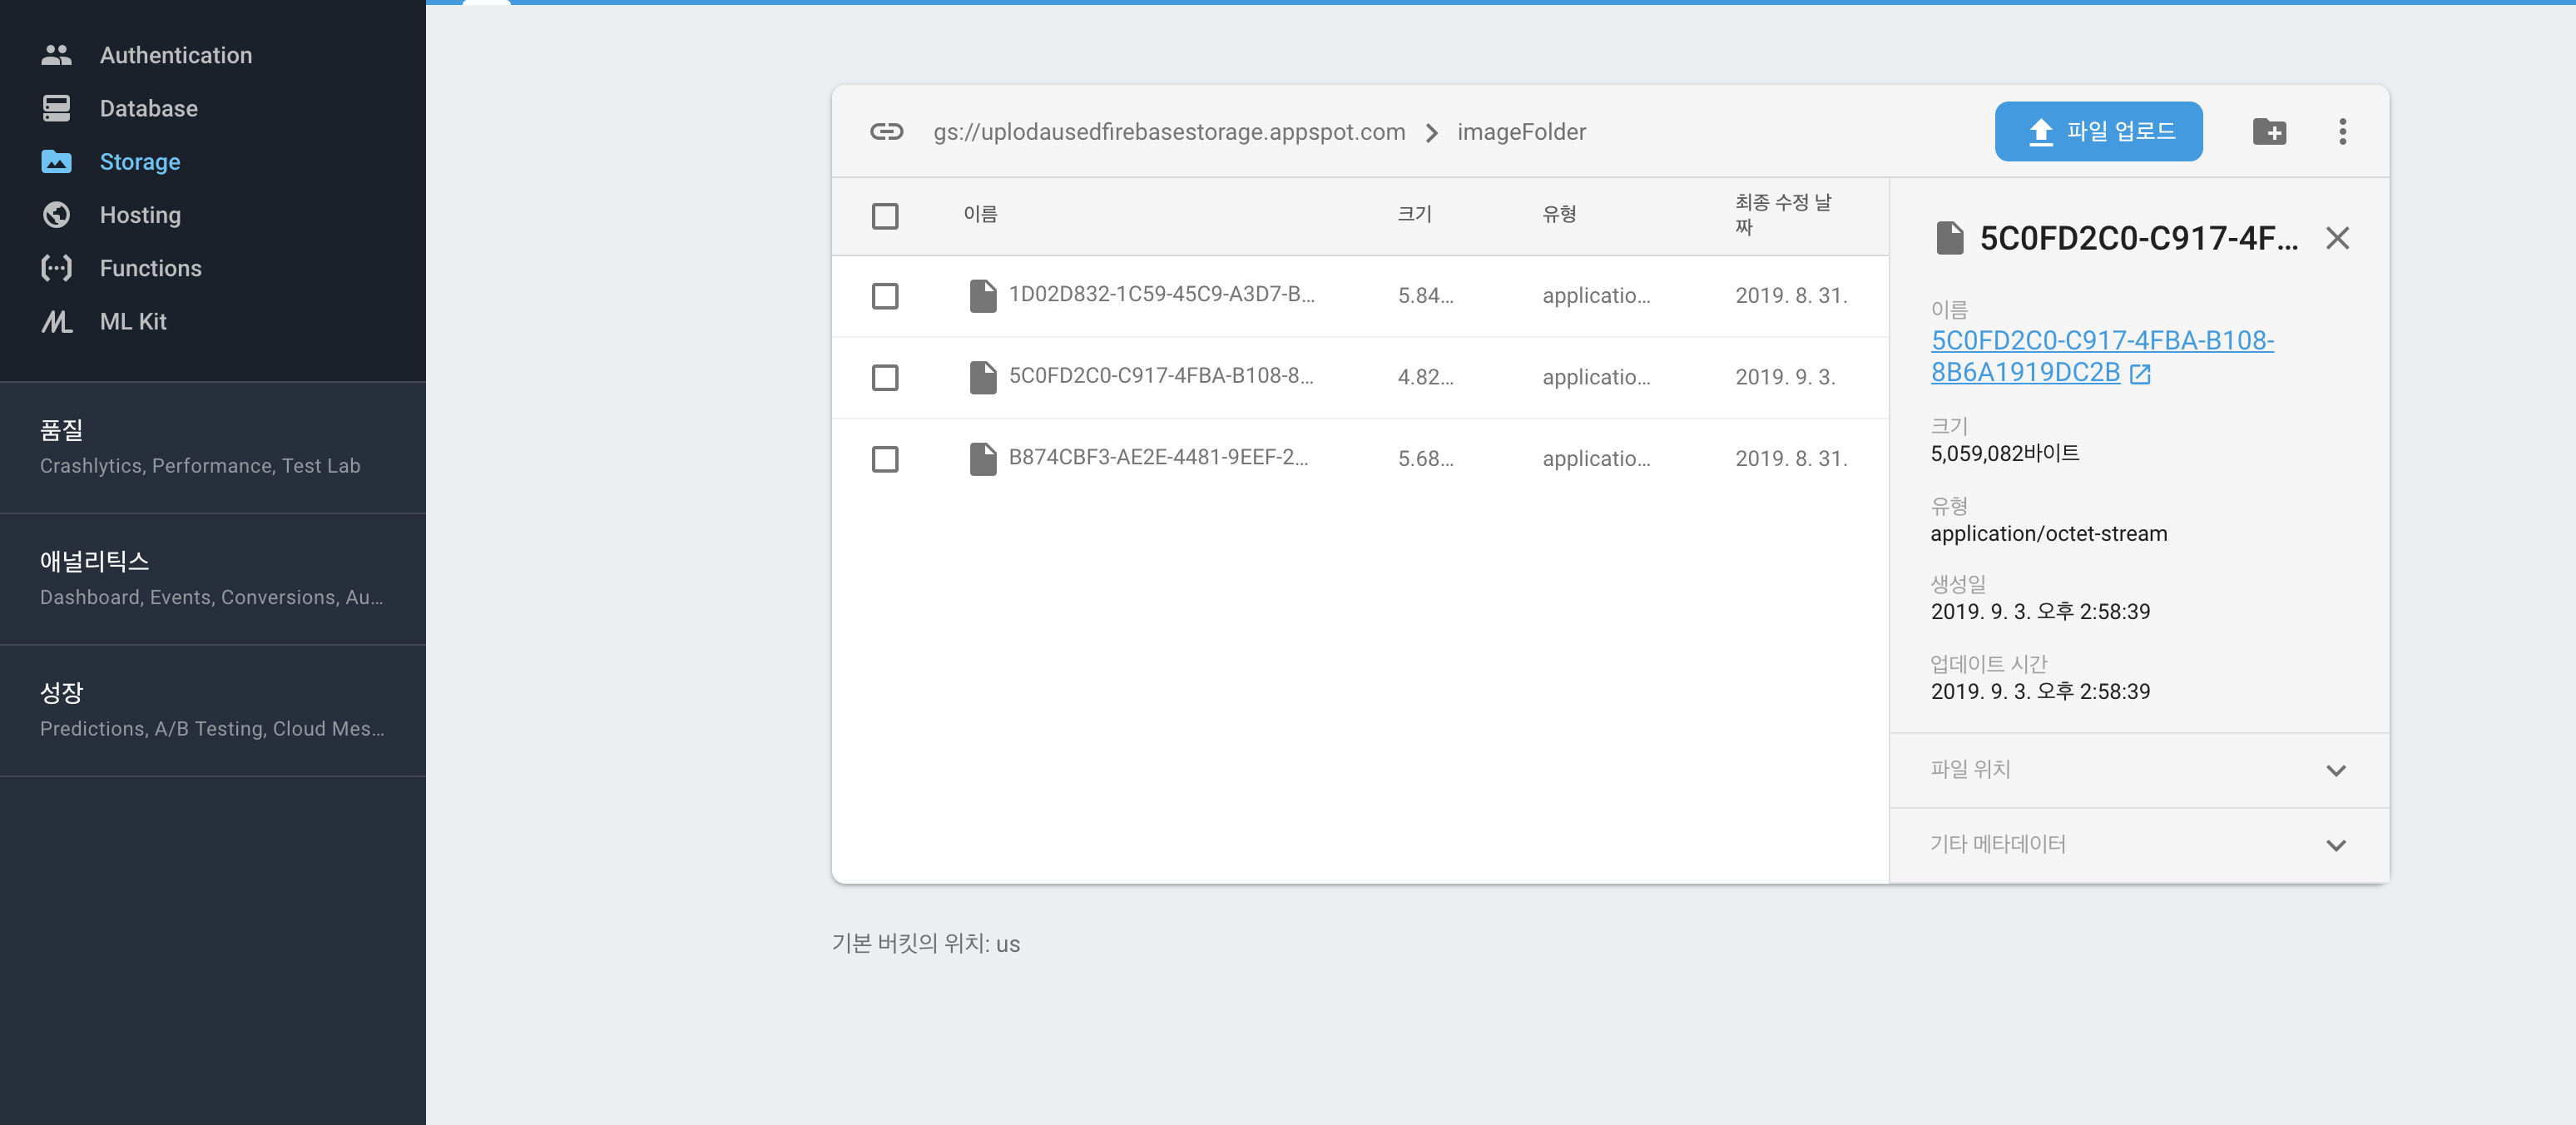 Authentication
Database
Storage
Hosting
Functions
ML Kit
품질
Crashlytics, Performance, Test Lab
애널리틱스
Dashboard, Events, Conversions, Au...
성장
Predictions, A/B Testing, Cloud Mes...
gs://uplodausedfirebasestorage.appspot.com > imageFolder
파일 업로드
이름 크기 유형 최종 수정 날
짜
1D02D832-1C59-45C9-A3D7-B... 5.84... applicatio... 2019. 8. 31.
5C0FD2C0-C917-4FBA-B108-8... 4.82... applicatio... 2019. 9. 3.
B874CBF3-AE2E-4481-9EEF-2... 5.68... applicatio... 2019. 8. 31.
5C0FD2C0-C917-4F...
이름
5C0FD2C0-C917-4FBA-B108-
8B6A1919DC2B
크기
5,059,082바이트
유형
application/octet-stream
생성일
2019. 9. 3. 오후 2:58:39
업데이트 시간
2019. 9. 3. 오후 2:58:39
파일 위치
기타 메타데이터
기본 버킷의 위치: us